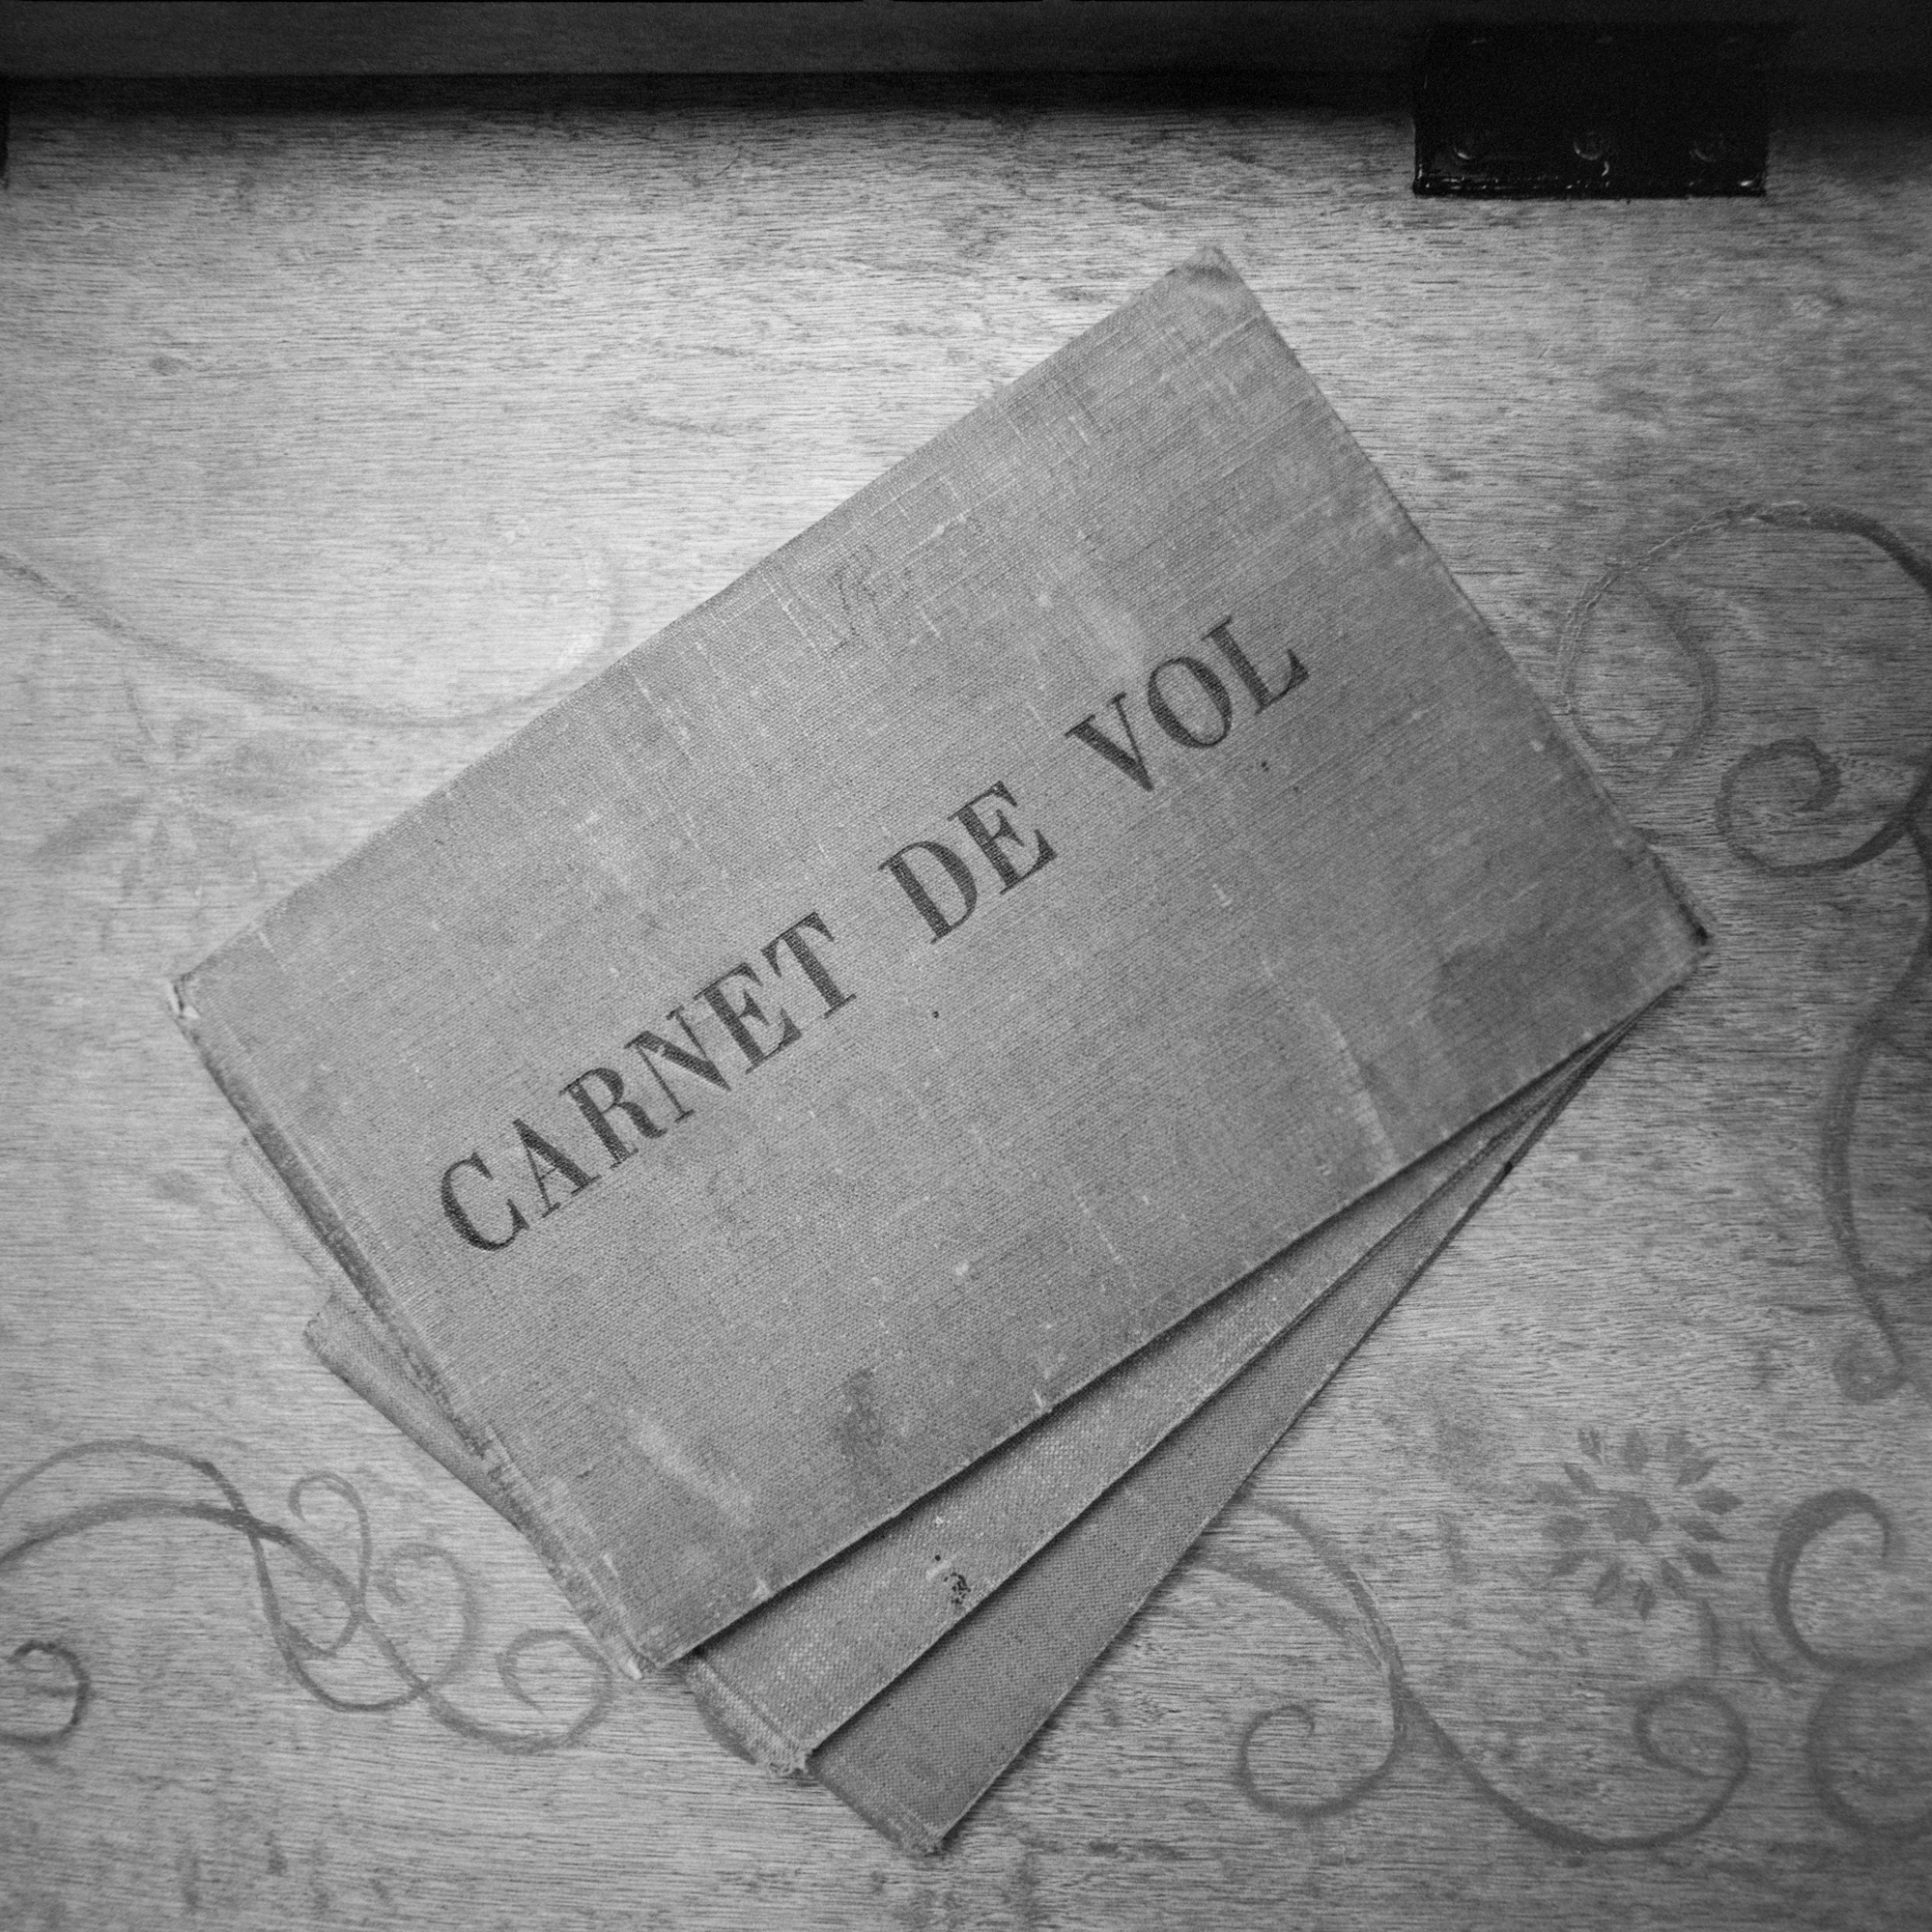 CARNET DE VOL